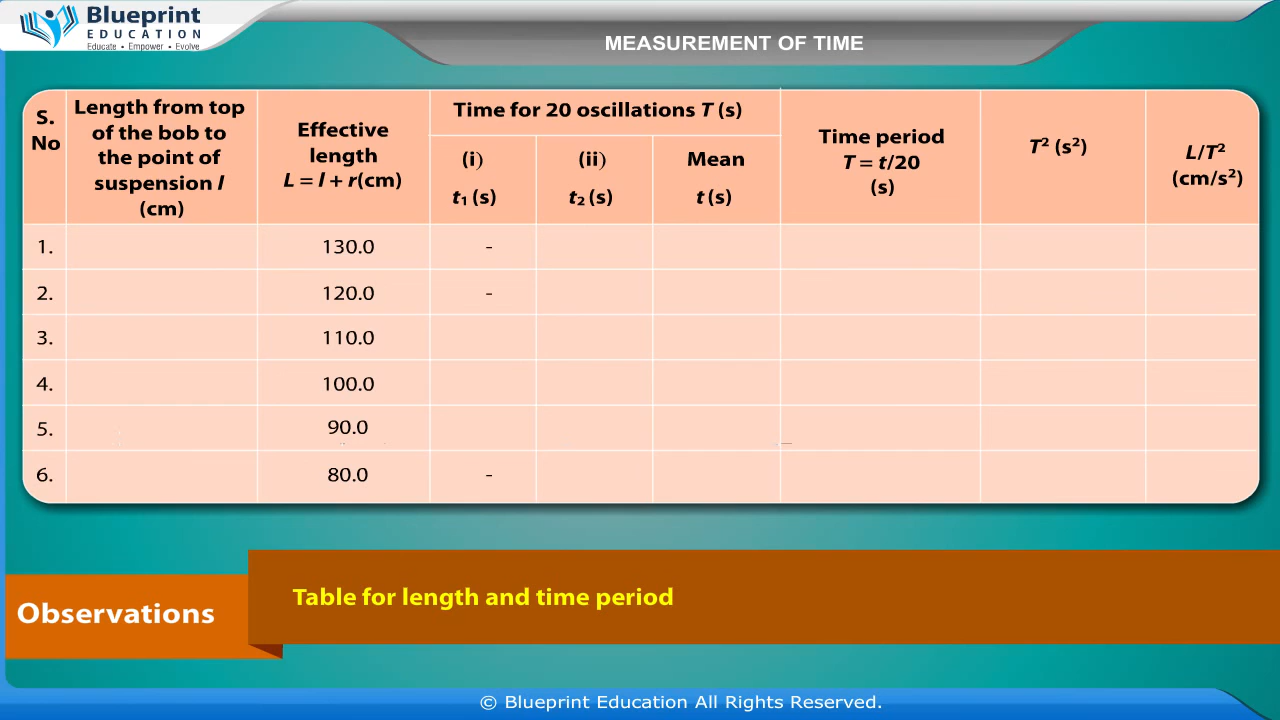 Blueprint
EDUCATION
Educate • Empower • Evolve
MEASUREMENT OF TIME
S. No
Length from top of the bob to the point of suspension l (cm)
Effective length L = l + r(cm)
Time for 20 oscillations T (s)
(i) t₁ (s)
(ii) t₂ (s)
Mean t (s)
Time period T = t/20 (s)
T² (s²)
L/T² (cm/s²)
1. 130.0 -
2. 120.0 -
3. 110.0
4. 100.0
5. 90.0
6. 80.0 -
Observations
Table for length and time period
© Blueprint Education All Rights Reserved.